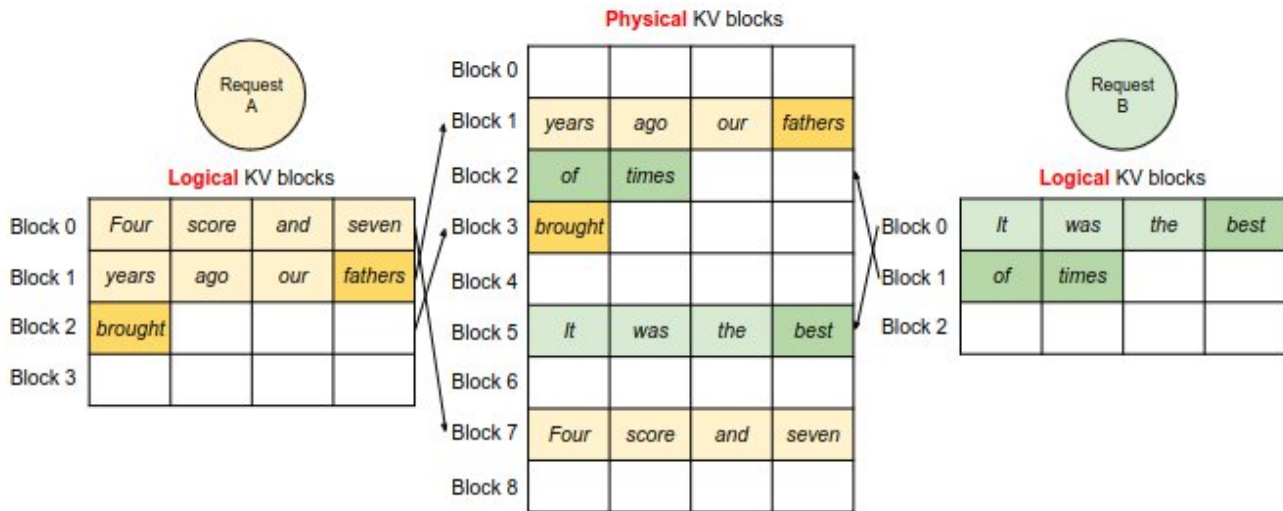 Physical KV blocks
Request
A
Logical KV blocks
Block 0 Four score and seven
Block 1 years ago our fathers
Block 2 brought
Block 3
Block 0
Block 1 years ago our fathers
Block 2 of times
Block 3 brought
Block 4
Block 5 It was the best
Block 6
Block 7 Four score and seven
Block 8
Request
B
Logical KV blocks
Block 0 It was the best
Block 1 of times
Block 2